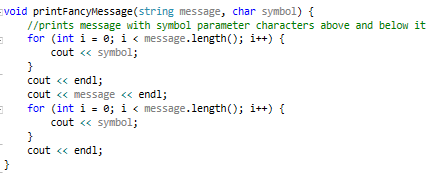 void printFancyMessage(string message, char symbol) {
//prints message with symbol parameter characters above and below it
for (int i = 0; i < message.length(); i++) {
cout << symbol;
}
cout << endl;
cout << message << endl;
for (int i = 0; i < message.length(); i++) {
cout << symbol;
}
cout << endl;
}